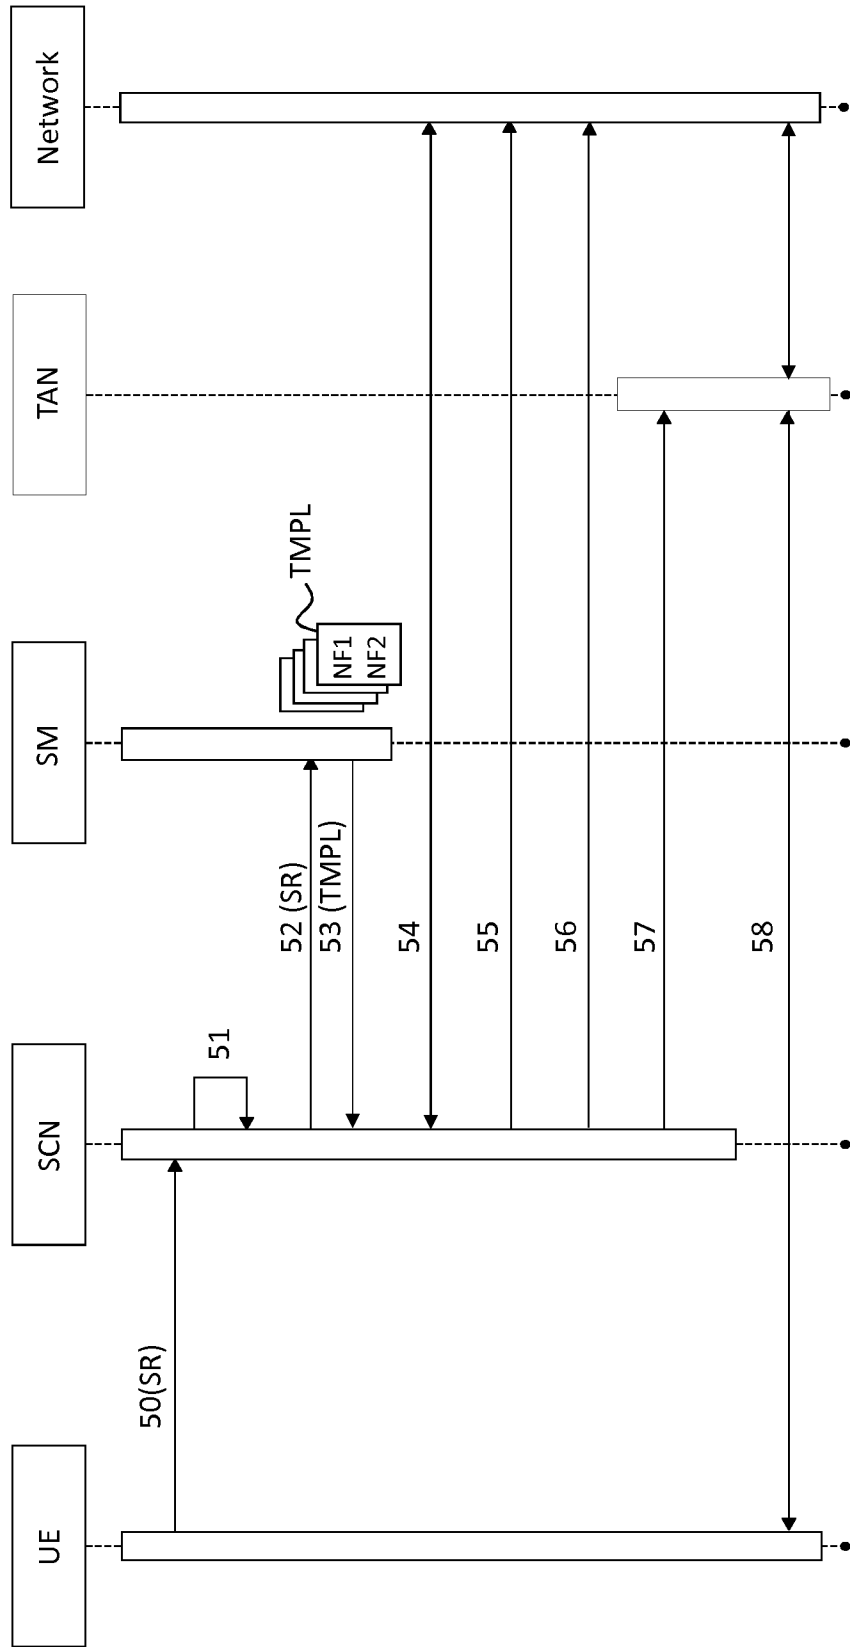 UE
SCN
SM
TAN
Network
50(SR)
51
52 (SR)
53 (TMPL)
TMPL
NF1
NF2
54
55
56
57
58